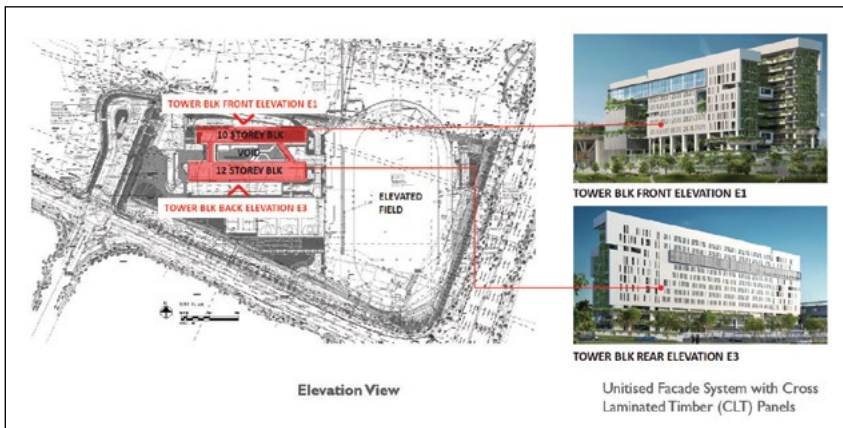 TOWER BLK FRONT ELEVATION E1
10 STOREY BLK
VOID
12 STOREY BLK
TOWER BLK BACK ELEVATION E3
ELEVATED
FIELD
SITE PLAN
TOWER BLK FRONT ELEVATION E1
TOWER BLK REAR ELEVATION E3
Elevation View
Unitised Facade System with Cross
Laminated Timber (CLT) Panels